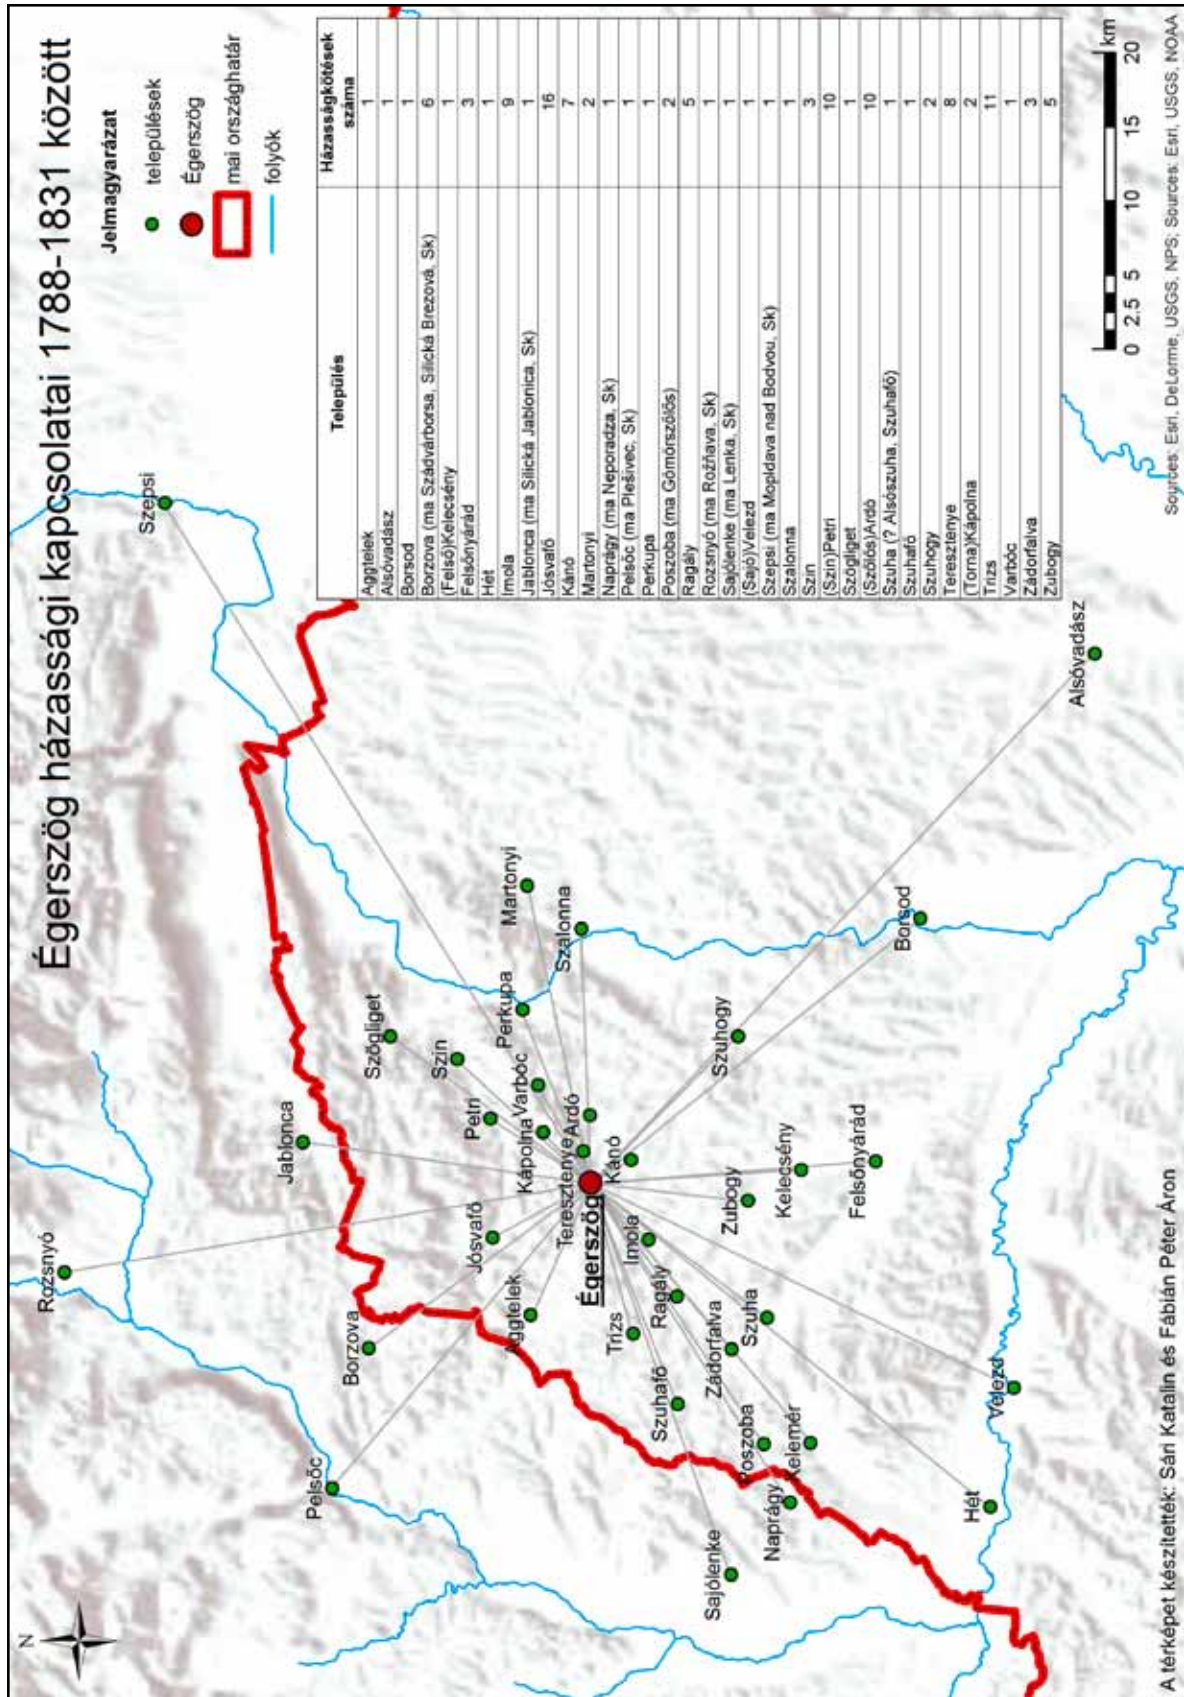 Égerszög házassági kapcsolatai 1788-1831 között
N
Jelmagyarázat
települések
Égerszög
mai országhatár
folyók
Település Házasságkötések száma
Aggtelek 1
Alsóvadász 1
Borsod 1
Borzova (ma Szádvárborsa, Silická Brezová, Sk) 6
(Felső)Kelecsény 1
Felsőnyárád 3
Hét 1
Imola 9
Jablonca (ma Silická Jablonica, Sk) 1
Jósvafő 16
Kánó 7
Martonyi 2
Naprágy (ma Neporadza, Sk) 1
Pelsőc (ma Plešivec, Sk) 1
Perkupa 1
Poszoba (ma Gömörszőlős) 2
Ragály 5
Rozsnyó (ma Rožňava, Sk) 1
Sajólenke (ma Lenka, Sk) 1
(Sajó)Velezd 1
Szepsi (ma Mopldava nad Bodvou, Sk) 1
Szalonna 1
Szin 3
(Szin)Petri 10
Szögliget 1
(Szőlős)Ardó 10
Szuha (? Alsószuha, Szuhafő) 1
Szuhafő 1
Szuhogy 2
Teresztenye 8
(Torna)Kápolna 2
Trizs 11
Varbóc 1
Zádorfalva 3
Zubogy 5
Szepsi
Rozsnyó
Jablonca
Pelsőc
Borzova
Szögliget
Szin
Petri
Perkupa
Martonyi
Szalonna
Varbóc
Kápolna
Ardó
Teresztenye
Jósvafő
Aggtelek
Égerszög
Kánó
Imola
Trizs
Ragály
Szuhafő
Zádorfalva
Szuha
Zubogy
Kelecsény
Felsőnyárád
Szuhogy
Borsod
Alsóvadász
Sajólenke
Naprágy
Poszoba
Kelemér
Hét
Velezd
0 2.5 5 10 15 20 km
A térképet készítették: Sári Katalin és Fábián Péter Áron
Sources: Esri, DeLorme, USGS, NPS; Sources: Esri, USGS, NOAA